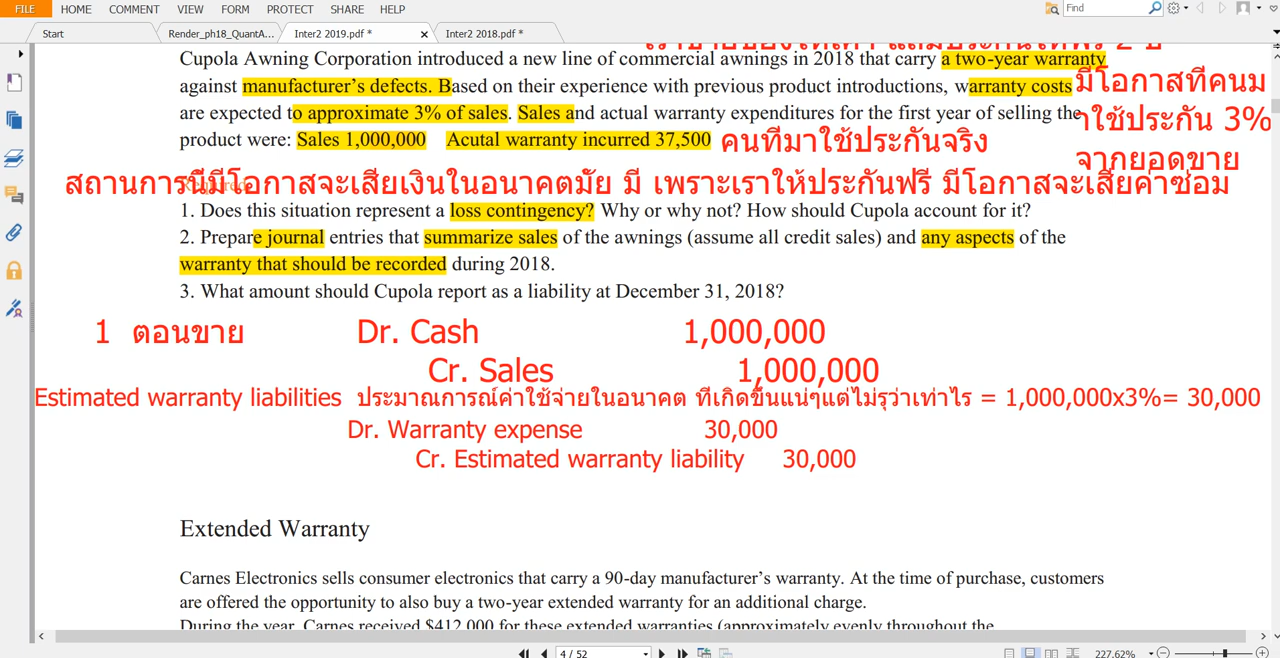 FILE HOME COMMENT VIEW FORM PROTECT SHARE HELP Find
Start Render_ph18_QuantA... Inter2 2019.pdf * Inter2 2018.pdf *
Cupola Awning Corporation introduced a new line of commercial awnings in 2018 that carry a two-year warranty
against manufacturer's defects. Based on their experience with previous product introductions, warranty costs
มีโอกาสที่คนม
are expected to approximate 3% of sales. Sales and actual warranty expenditures for the first year of selling the
าใช้ประกัน 3%
product were: Sales 1,000,000 Acutal warranty incurred 37,500 คนที่มาใช้ประกันจริง
จากยอดขาย
สถานการนี้มีโอกาสจะเสียเงินในอนาคตมั้ย มี เพราะเราให้ประกันฟรี มีโอกาสจะเสียค่าซ่อม
1. Does this situation represent a loss contingency? Why or why not? How should Cupola account for it?
2. Prepare journal entries that summarize sales of the awnings (assume all credit sales) and any aspects of the
warranty that should be recorded during 2018.
3. What amount should Cupola report as a liability at December 31, 2018?
1 ตอนขาย Dr. Cash 1,000,000
Cr. Sales 1,000,000
Estimated warranty liabilities ประมาณการณ์ค่าใช้จ่ายในอนาคต ที่เกิดขึ้นแน่ๆแต่ไม่รุว่าเท่าไร = 1,000,000x3%= 30,000
Dr. Warranty expense 30,000
Cr. Estimated warranty liability 30,000
Extended Warranty
Carnes Electronics sells consumer electronics that carry a 90-day manufacturer's warranty. At the time of purchase, customers
are offered the opportunity to also buy a two-year extended warranty for an additional charge.
During the year, Carnes received $412,000 for these extended warranties (approximately evenly throughout the
4 / 52 227.62%